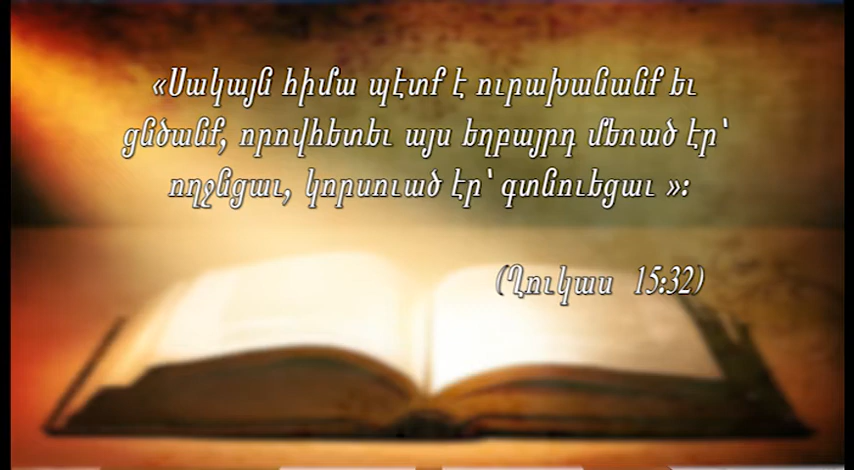 «Սակայն հիմա պէտք է ուրախանանք եւ
ցնծանք, որովհետեւ այս եղբայրդ մեռած էր՝
ողջնցաւ, կորսուած էր՝ գտնուեցաւ »:
(Ղուկաս 15:32)